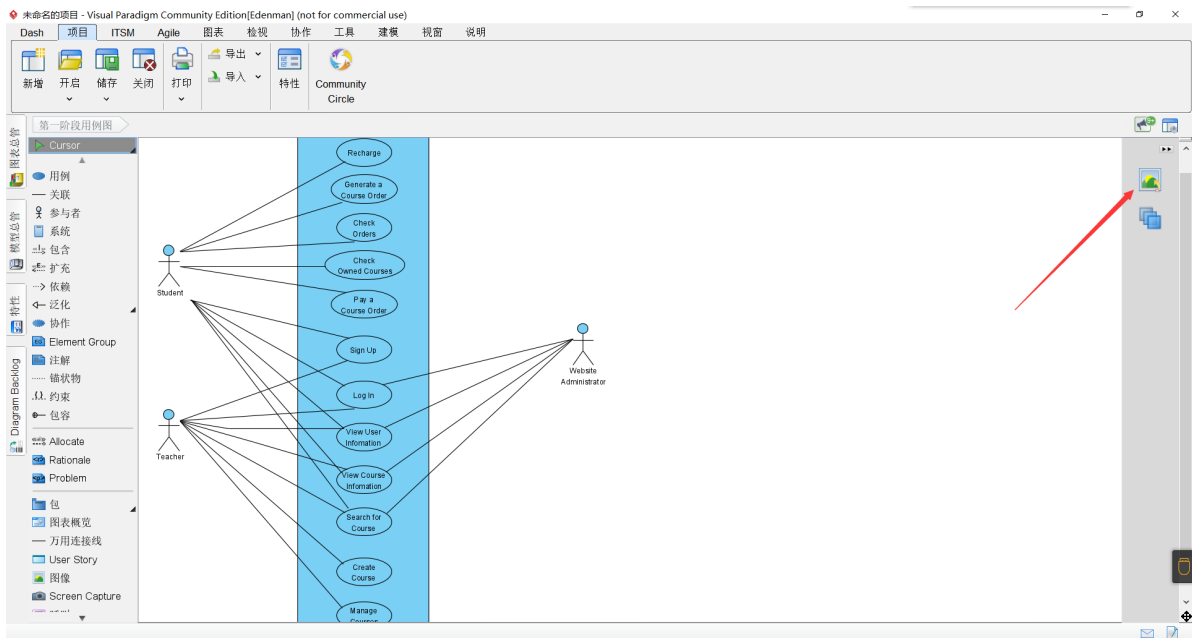 未命名的项目 - Visual Paradigm Community Edition[Edenman] (not for commercial use)
Dash 项目 ITSM Agile 图表 检视 协作 工具 建模 视窗 说明
新增 开启 储存 关闭 打印 导出 导入 特性 Community
Circle
第一阶段用例图
图表总管
模型总管
特性
Diagram Backlog
Cursor
用例
关联
参与者
系统
包含
扩充
依赖
泛化
协作
Element Group
注解
锚状物
约束
包容
Allocate
Rationale
Problem
包
图表概览
万用连接线
User Story
图像
Screen Capture
Recharge
Generate a
Course Order
Check
Orders
Check
Owned Courses
Pay a
Course Order
Sign Up
Log In
View User
Infomation
View Course
Infomation
Search for
Course
Create
Course
Manage
Courses
Student
Teacher
Website
Administrator